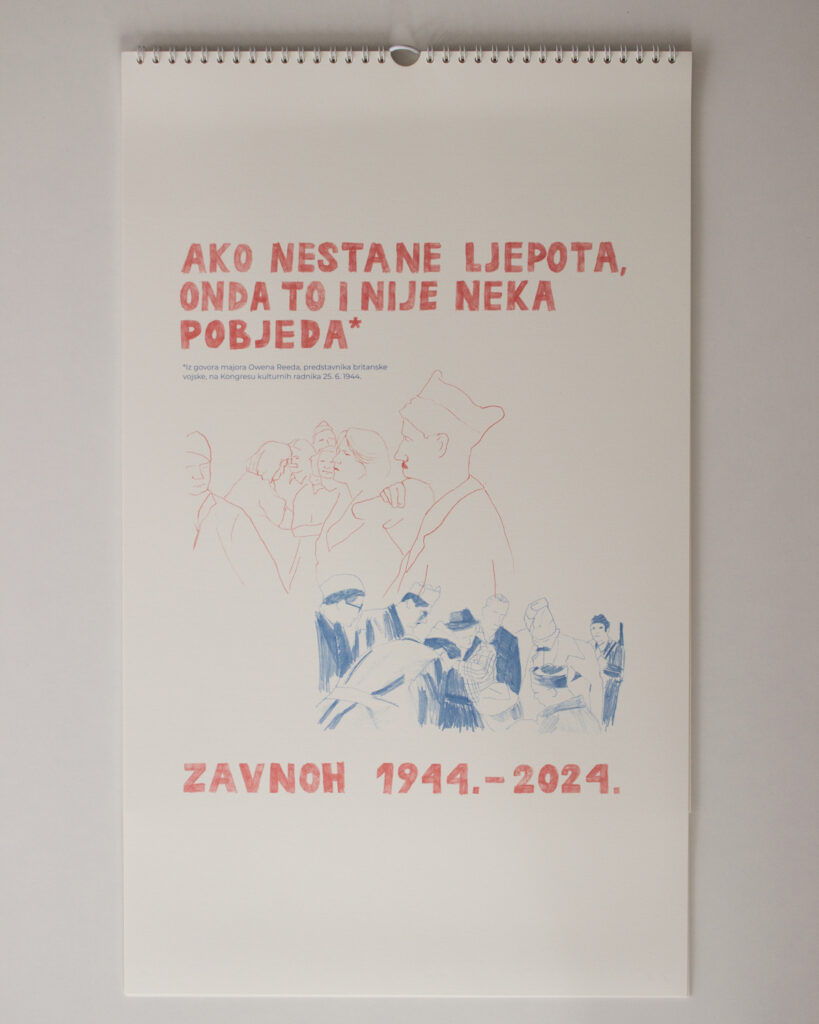 AKO NESTANE LJEPOTA,
ONDA TO I NIJE NEKA
POBJEDA*
*Iz govora majora Owena Reeda, predstavnika britanske
vojske, na Kongresu kulturnih radnika 25. 6. 1944.
ZAVNOH 1944.-2024.